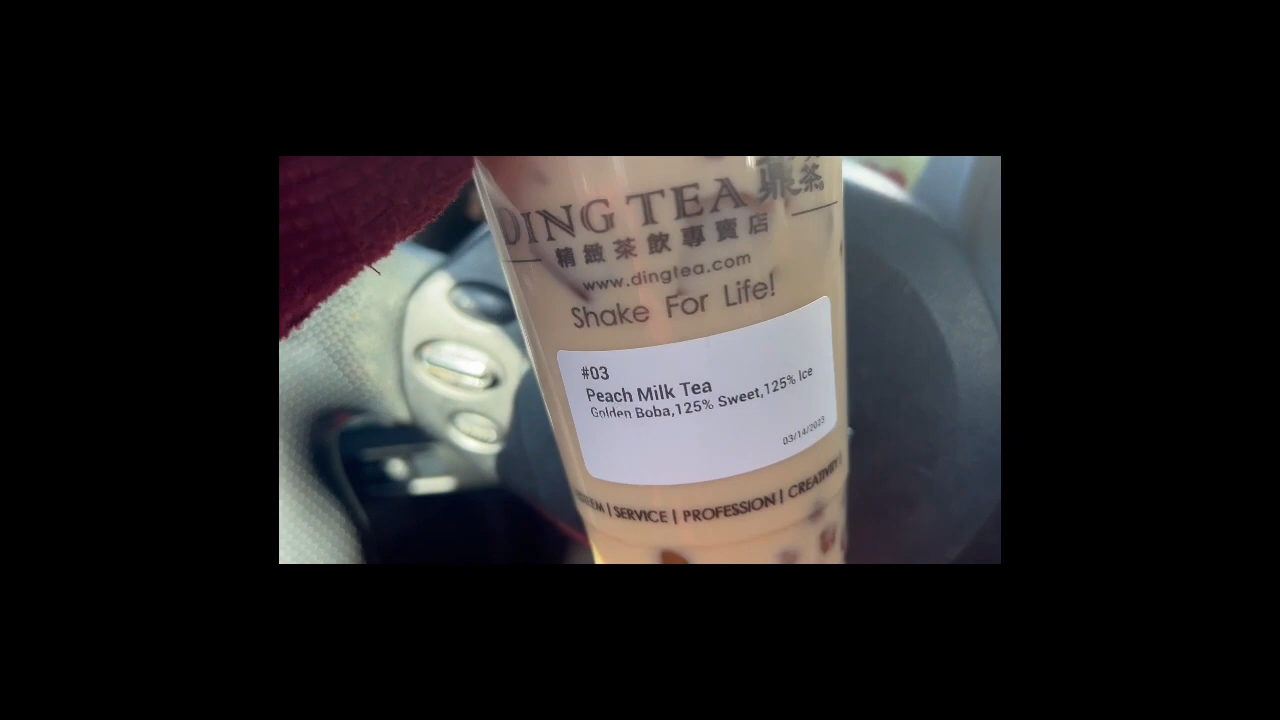 DING TEA 鼎茶
精緻茶飲專賣店
www.dingtea.com
Shake For Life!
#03
Peach Milk Tea
Golden Boba,125% Sweet,125% Ice
03/14/2023
SERVICE | PROFESSION | CREATIVITY |